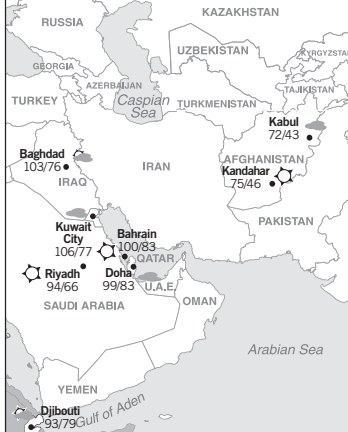 RUSSIA
KAZAKHSTAN
UZBEKISTAN
KYRGYZSTAN
GEORGIA
AZERBAIJAN
TAJIKISTAN
TURKEY
Caspian
Sea
TURKMENISTAN
Kabul
72/43
Baghdad
103/76
IRAQ
IRAN
AFGHANISTAN
Kandahar
75/46
PAKISTAN
Kuwait
City
106/77
Bahrain
100/83
QATAR
Riyadh
94/66
Doha
99/83
U.A.E.
OMAN
SAUDI ARABIA
Arabian Sea
YEMEN
Djibouti
93/79
Gulf of Aden